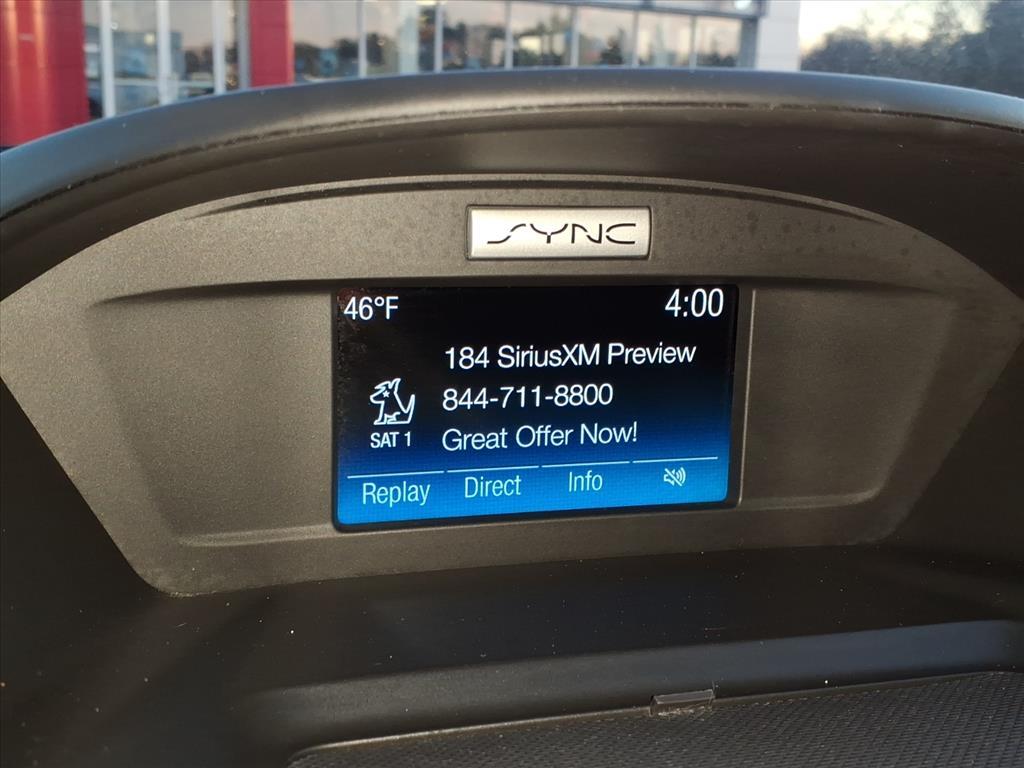 SYNC
46°F 4:00
184 SiriusXM Preview
844-711-8800
SAT 1 Great Offer Now!
Replay Direct Info